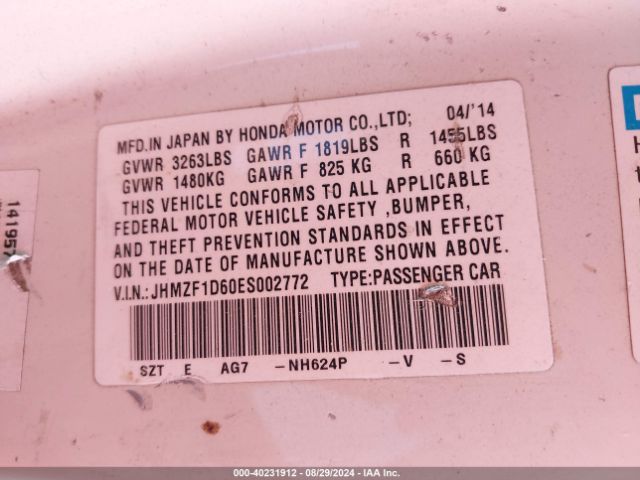 MFD.IN JAPAN BY HONDA MOTOR CO.,LTD; 04/'14
GVWR 3263LBS GAWR F 1819LBS R 1455LBS
GVWR 1480KG GAWR F 825 KG R 660 KG
THIS VEHICLE CONFORMS TO ALL APPLICABLE
FEDERAL MOTOR VEHICLE SAFETY ,BUMPER,
AND THEFT PREVENTION STANDARDS IN EFFECT
ON THE DATE OF MANUFACTURE SHOWN ABOVE.
V.I.N.: JHMZF1D60ES002772 TYPE:PASSENGER CAR
SZT E AG7 -NH624P -V -S
141957
000-40231912 - 08/29/2024 - IAA Inc.